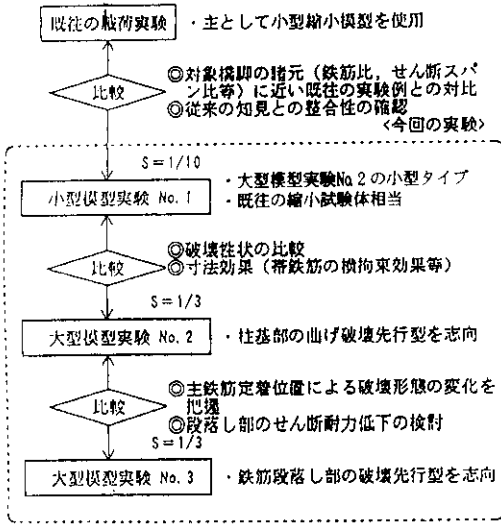 既往の載荷実験 ・主として小型縮小模型を使用
◎対象橋脚の諸元（鉄筋比，せん断スパ
比較 ン比等）に近い既往の実験例との対比
◎従来の知見との整合性の確認
<今回の実験>
S=1/10
・大型模型実験No.2の小型タイプ
小型模型実験 No.1 ・既往の縮小試験体相当
◎破壊性状の比較
比較 ◎寸法効果（帯鉄筋の横拘束効果等）
S=1/3
大型模型実験 No.2 ・柱基部の曲げ破壊先行型を志向
◎主鉄筋定着位置による破壊形態の変化を
比較 把握
◎段落し部のせん断耐力低下の検討
S=1/3
大型模型実験 No.3 ・鉄筋段落し部の破壊先行型を志向